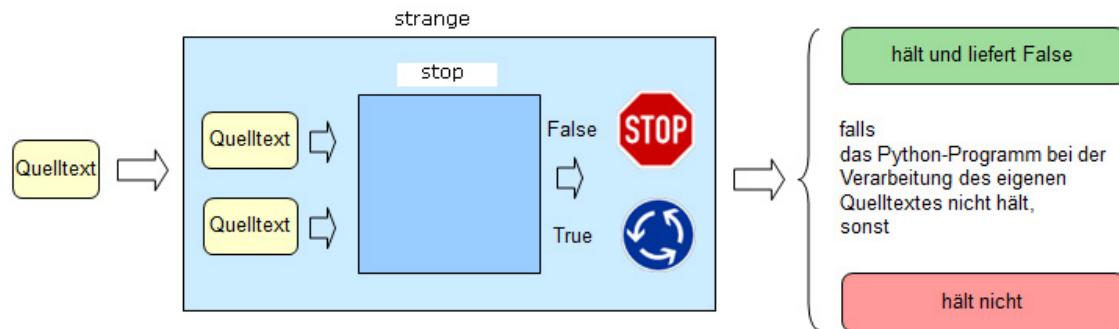 strange
stop
Quelltext
Quelltext
Quelltext
False
STOP
True
hält und liefert False
falls
das Python-Programm bei der
Verarbeitung des eigenen
Quelltextes nicht hält,
sonst
hält nicht